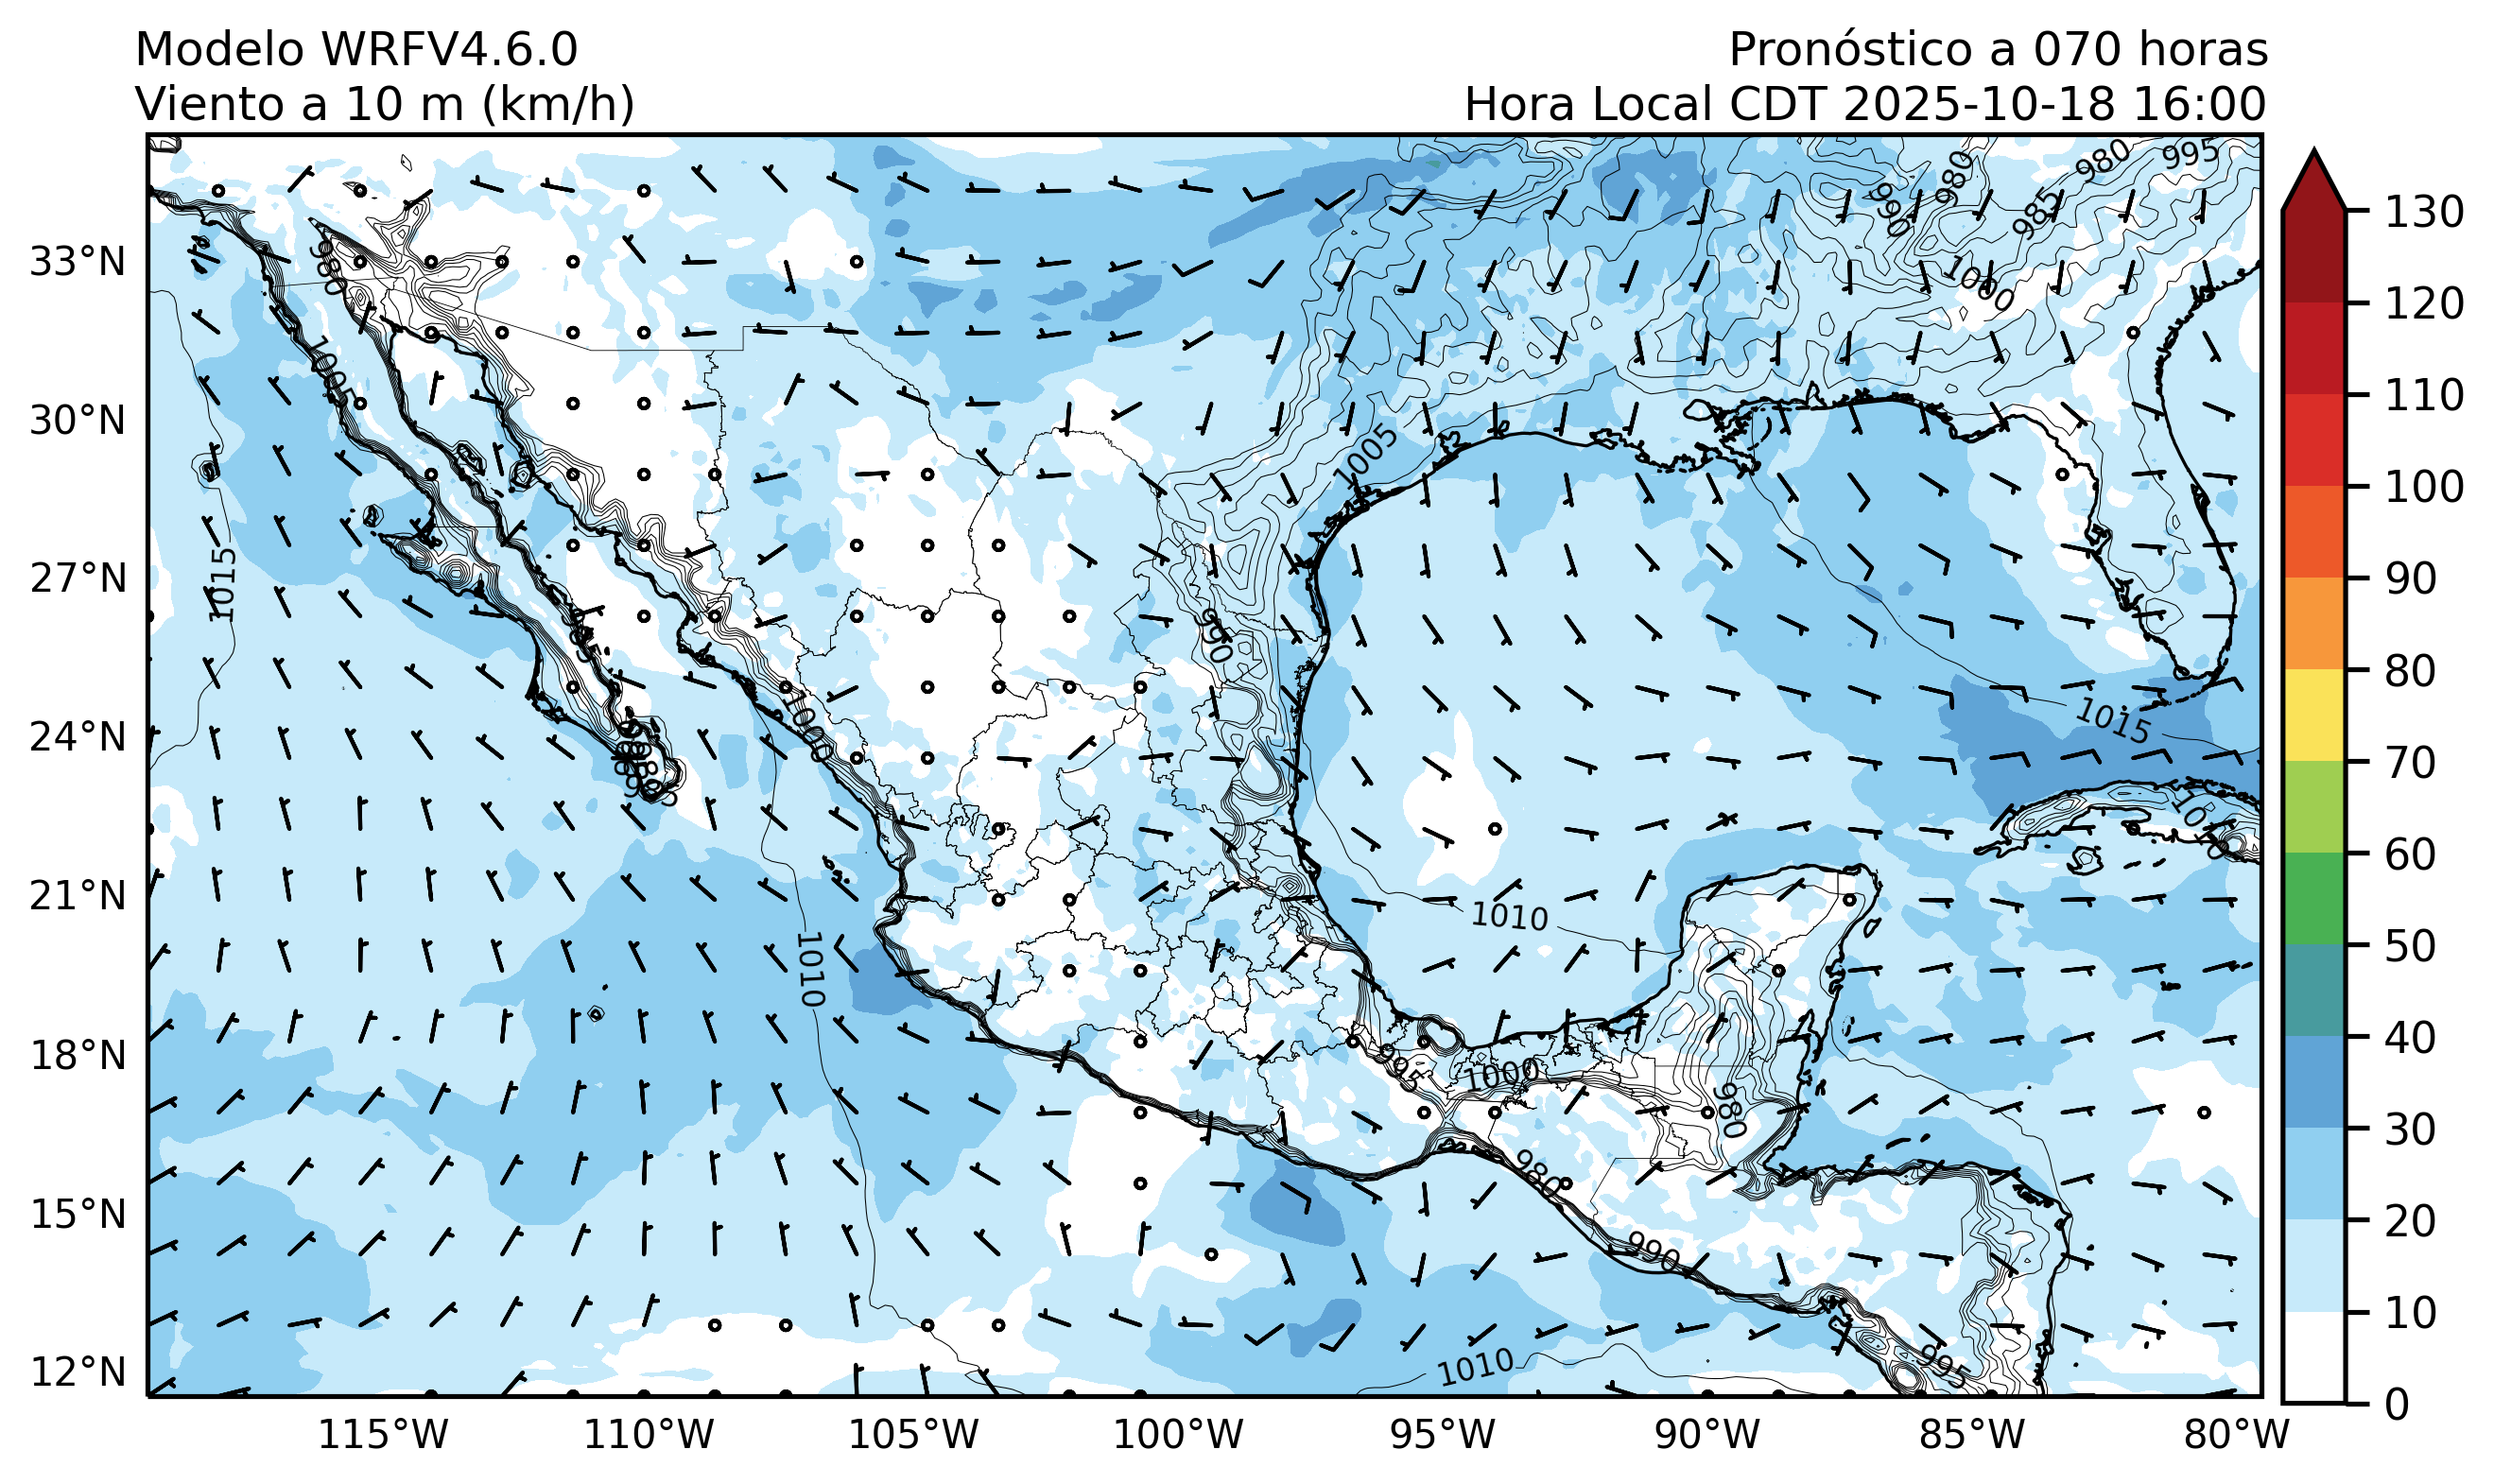 Modelo WRFV4.6.0
Viento a 10 m (km/h)
Pronóstico a 070 horas
Hora Local CDT 2025-10-18 16:00
33°N
30°N
27°N
24°N
21°N
18°N
15°N
12°N
115°W
110°W
105°W
100°W
95°W
90°W
85°W
80°W
130
120
110
100
90
80
70
60
50
40
30
20
10
0
980
995
980
990
985
1000
980
1005
1005
1015
990
995
1000
1015
1010
1010
1010
995
1000
980
980
990
995
1010